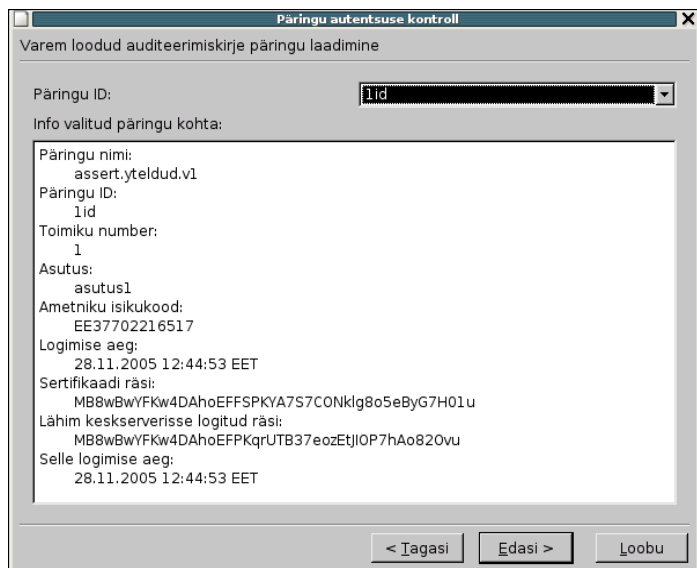 Päringu autentsuse kontroll
Varem loodud auditeerimiskirje päringu laadimine
Päringu ID:
1id
Info valitud päringu kohta:
Päringu nimi:
assert.yteldud.v1
Päringu ID:
1id
Toimiku number:
1
Asutus:
asutus1
Ametniku isikukood:
EE37702216517
Logimise aeg:
28.11.2005 12:44:53 EET
Sertifikaadi räsi:
MB8wBwYFKw4DAhoEFFSPKYA7S7CONklg8o5eByG7H01u
Lähim keskserverisse logitud räsi:
MB8wBwYFKw4DAhoEFPKqrUTB37eozEtJIOP7hAo82Ovu
Selle logimise aeg:
28.11.2005 12:44:53 EET
< Tagasi
Edasi >
Loobu